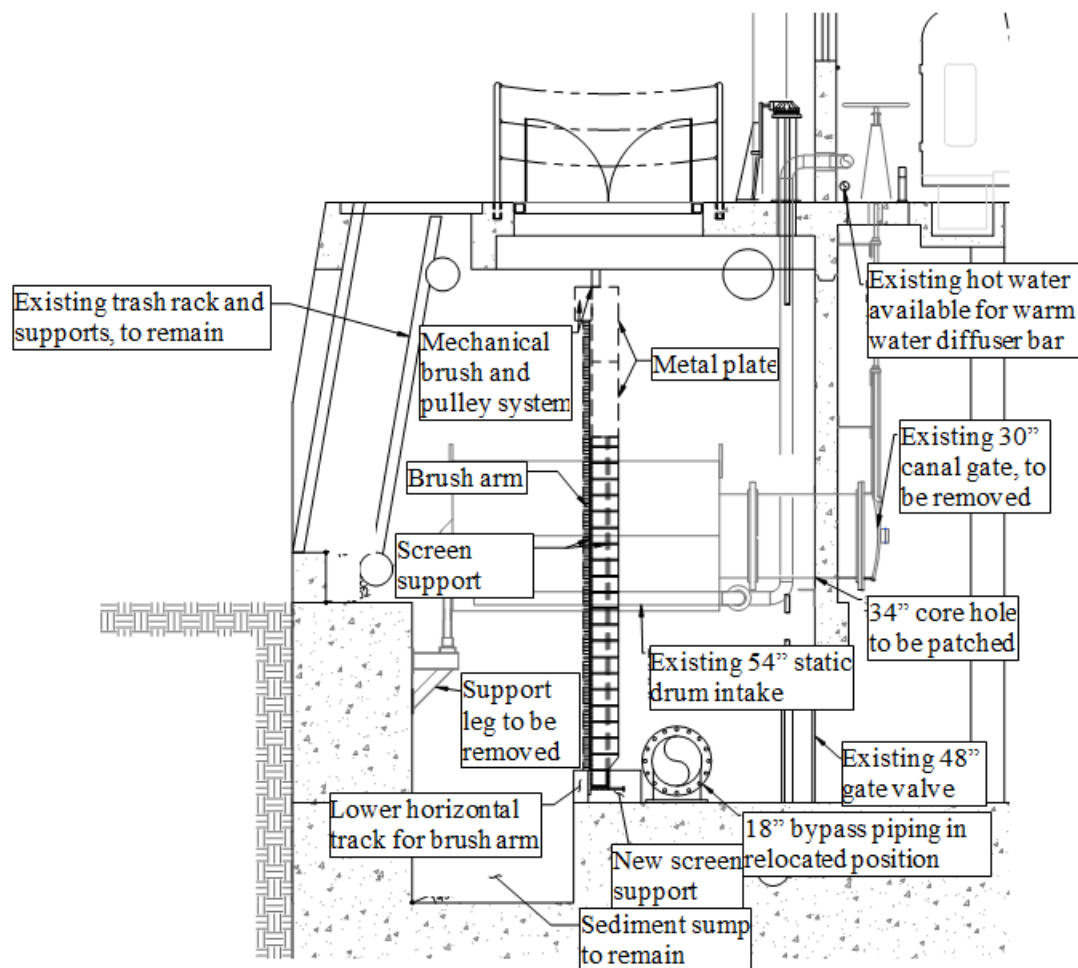 Existing trash rack and
supports, to remain
Mechanical
brush and
pulley system
Metal plate
Existing hot water
available for warm
water diffuser bar
Existing 30”
canal gate, to
be removed
Brush arm
Screen
support
34” core hole
to be patched
Existing 54” static
drum intake
Support
leg to be
removed
Existing 48”
gate valve
Lower horizontal
track for brush arm
18” bypass piping in
relocated position
New screen
support
Sediment sump
to remain